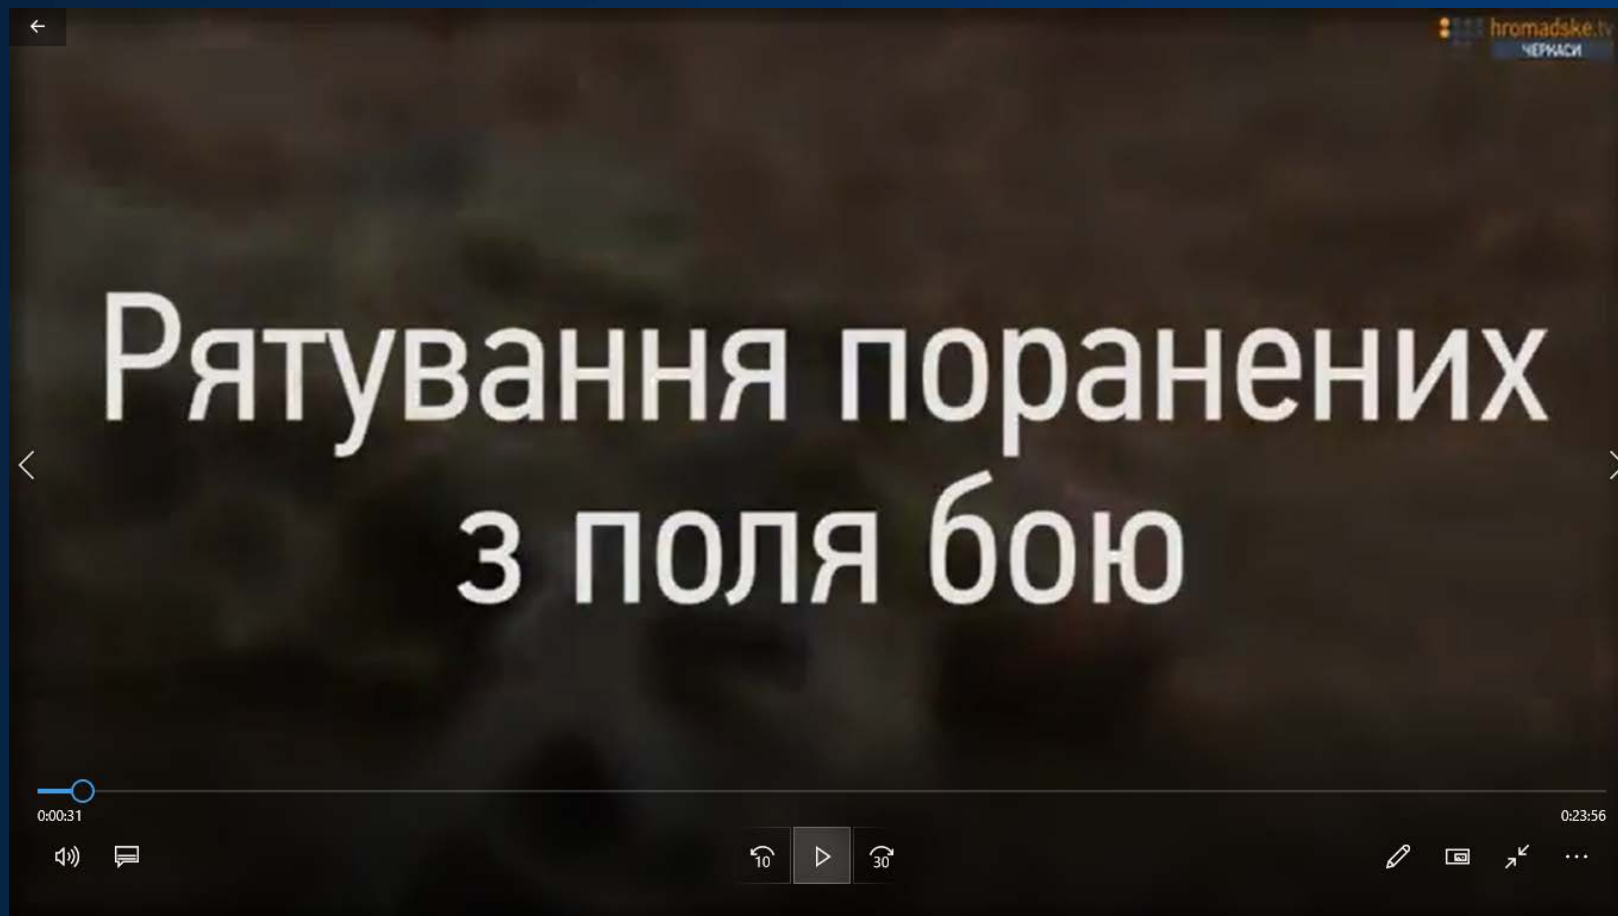 hromadske.tv
ЧЕРКАСИ
Рятування поранених
з поля бою
0:00:31
0:23:56
10
30